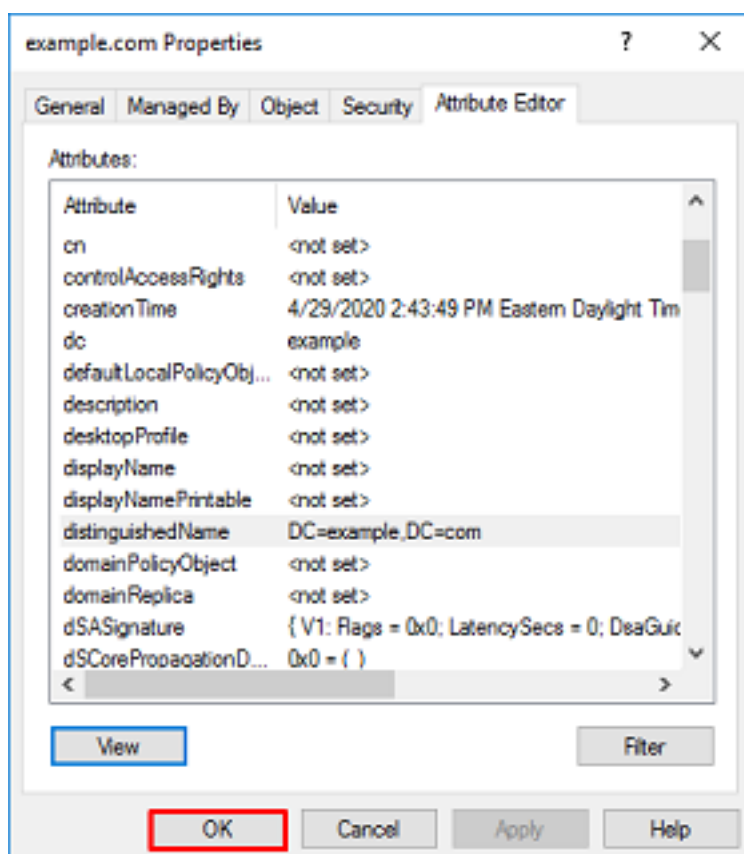 example.com Properties ? ×
General Managed By Object Security Attribute Editor
Attributes:
Attribute Value
cn <not set>
controlAccessRights <not set>
creationTime 4/29/2020 2:43:49 PM Eastern Daylight Tim
dc example
defaultLocalPolicyObj... <not set>
description <not set>
desktopProfile <not set>
displayName <not set>
displayNamePrintable <not set>
distinguishedName DC=example,DC=com
domainPolicyObject <not set>
domainReplica <not set>
dSASignature { V1: Flags = 0x0; LatencySecs = 0; DsaGuid
dSCorePropagationD... 0x0 = ( )
View Filter
OK Cancel Apply Help